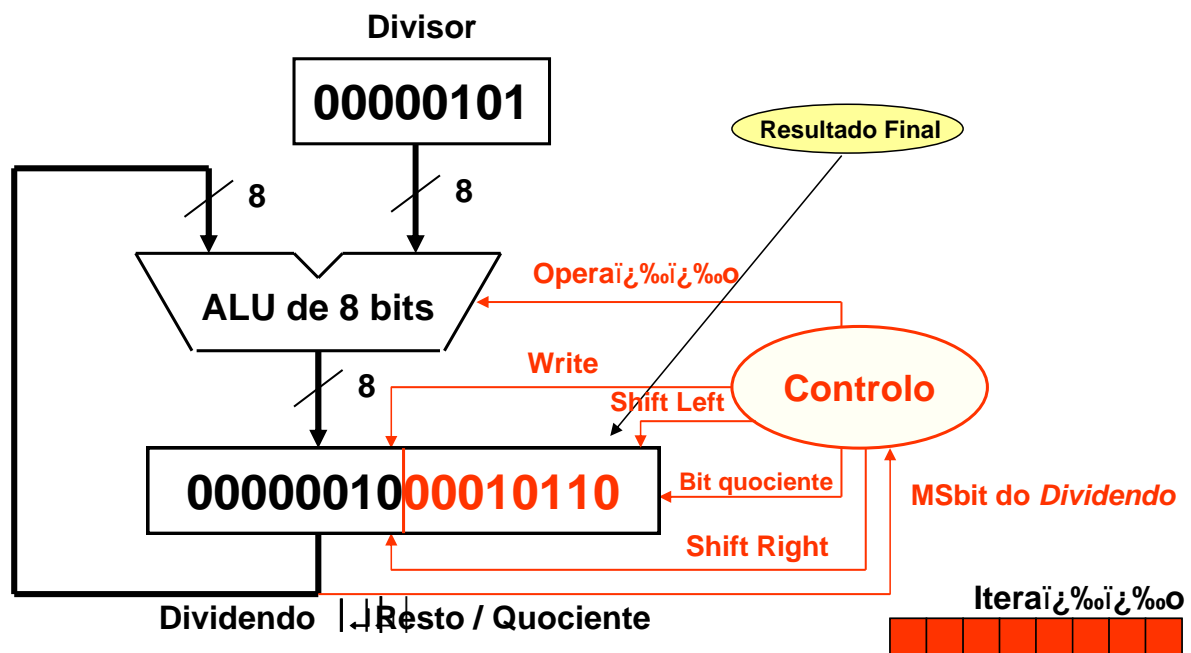 Divisor
00000101
Resultado Final
8
8
Operaï¿‰ï¿‰o
ALU de 8 bits
Write
8
Controlo
Shift Left
0000001000010110
Bit quociente
MSbit do Dividendo
Shift Right
Iteraï¿‰ï¿‰o
Dividendo
Resto / Quociente